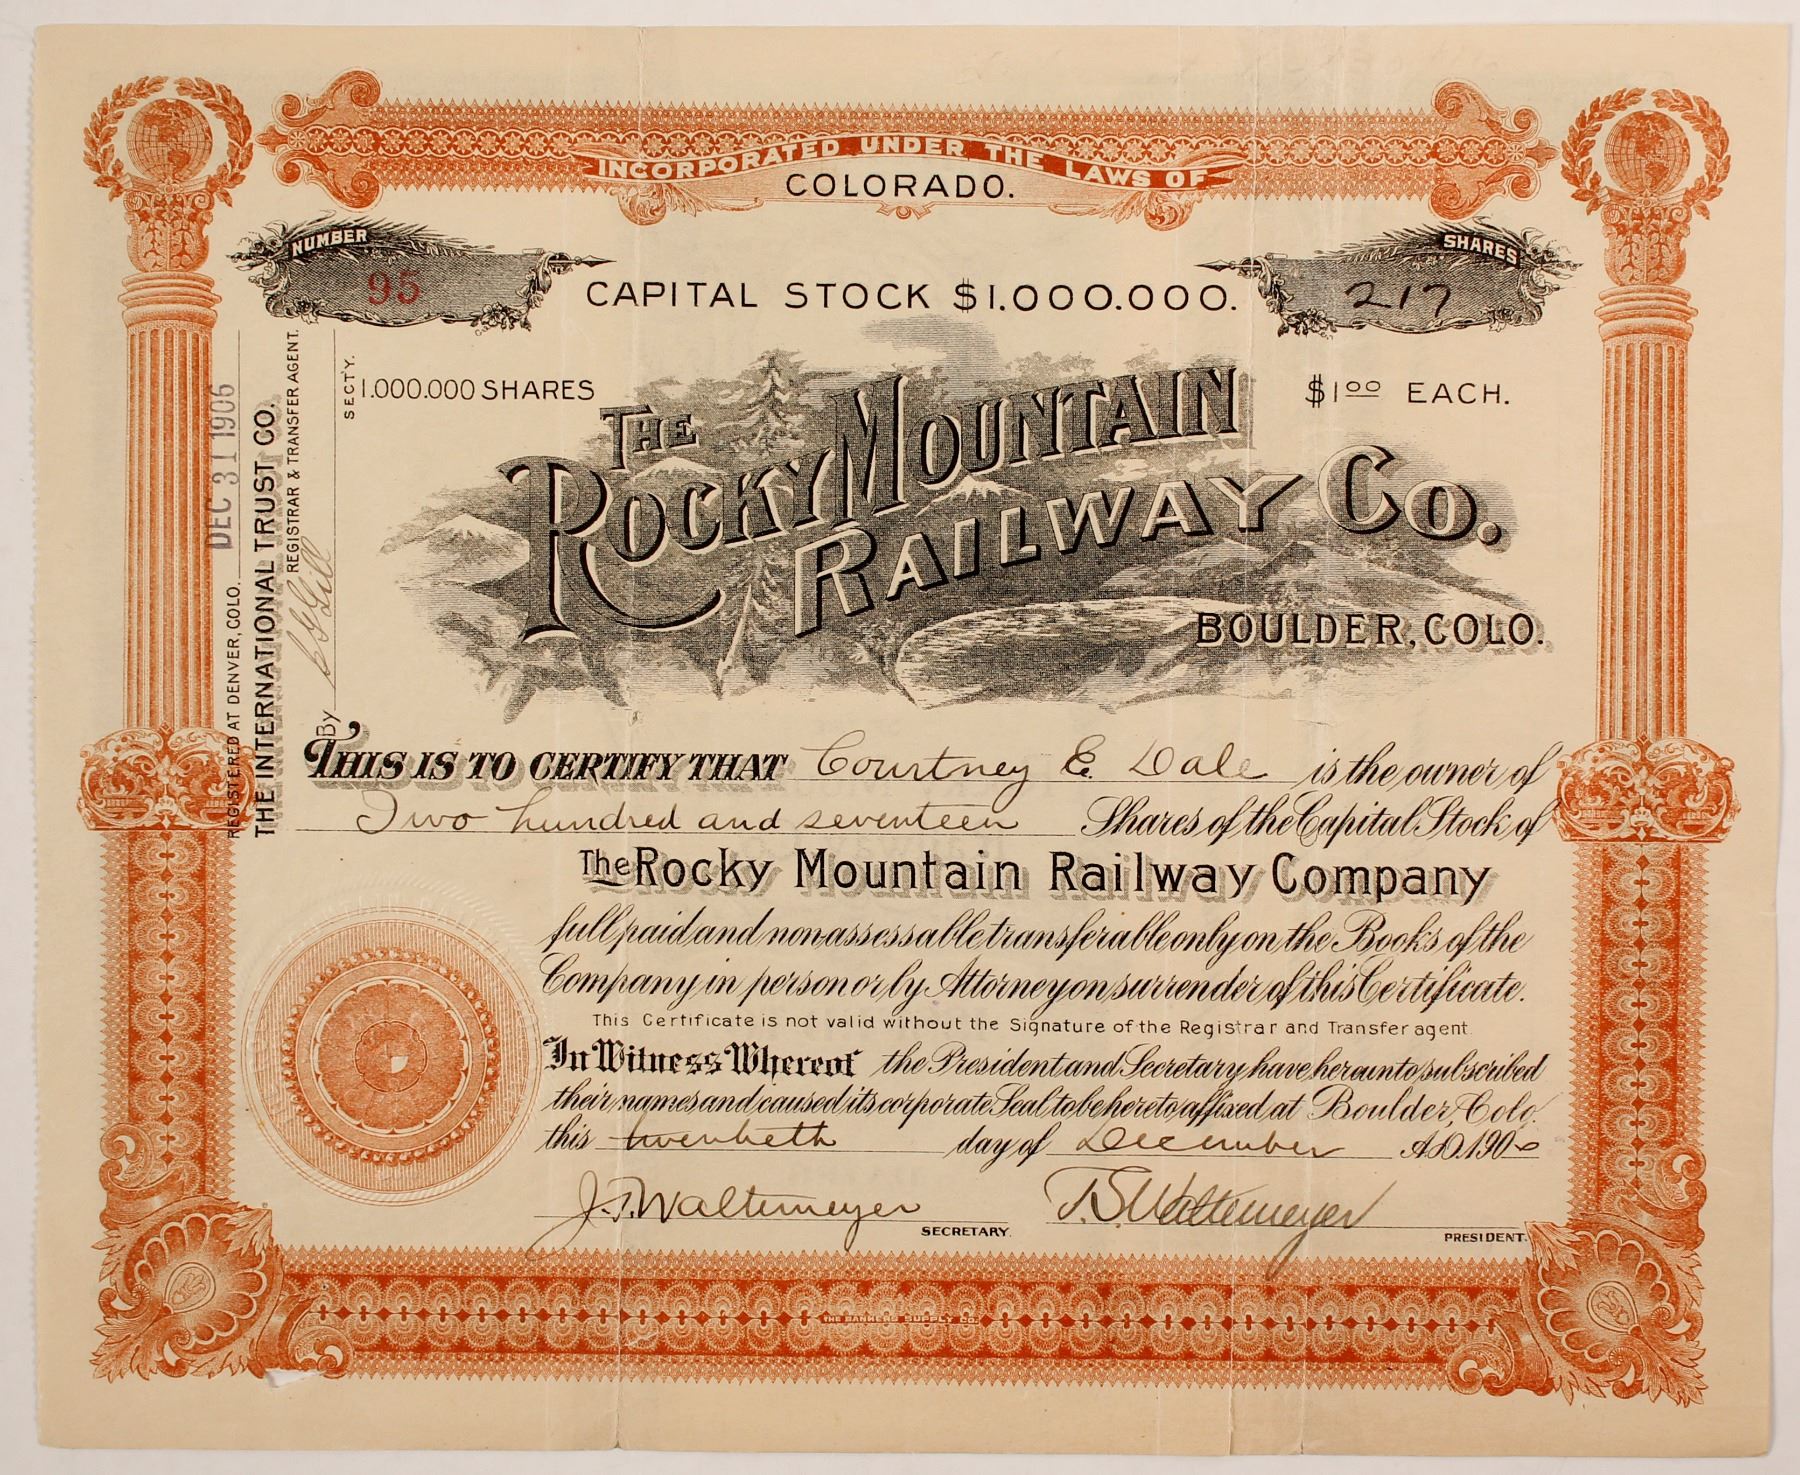 INCORPORATED UNDER THE LAWS OF
COLORADO.
NUMBER
95
SHARES
217
CAPITAL STOCK $1.000.000.
1.000.000 SHARES
$1 00 EACH.
THE
ROCKY MOUNTAIN
RAILWAY CO.
BOULDER, COLO.
REGISTERED AT DENVER, COLO. DEC 31 1906
THE INTERNATIONAL TRUST CO.
REGISTRAR & TRANSFER AGENT.
By Gill SECT'Y.
THIS IS TO CERTIFY THAT Courtney E. Dale is the owner of
Two hundred and seventeen Shares of the Capital Stock of
The Rocky Mountain Railway Company
full paid and non assessable transferable only on the Books of the
Company in person or by Attorney on surrender of this Certificate.
This Certificate is not valid without the Signature of the Registrar and Transfer agent.
In Witness Whereof the President and Secretary have hereunto subscribed
their names and caused its corporate Seal to be hereto affixed at Boulder, Colo.
this twentieth day of December A.D. 1906
J. T. Waltemeyer SECRETARY.
T. S. Waltemeyer PRESIDENT.
THE BANKERS SUPPLY CO.